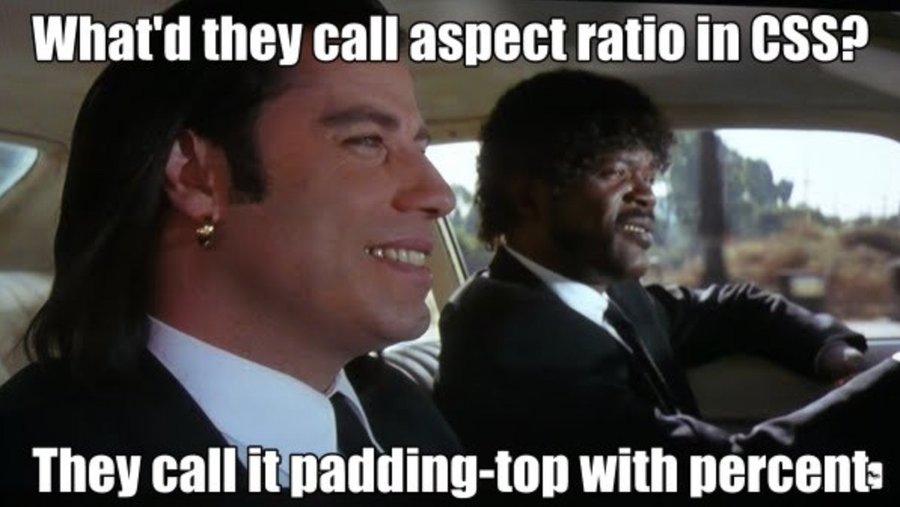 What'd they call aspect ratio in CSS?
They call it padding-top with percent.